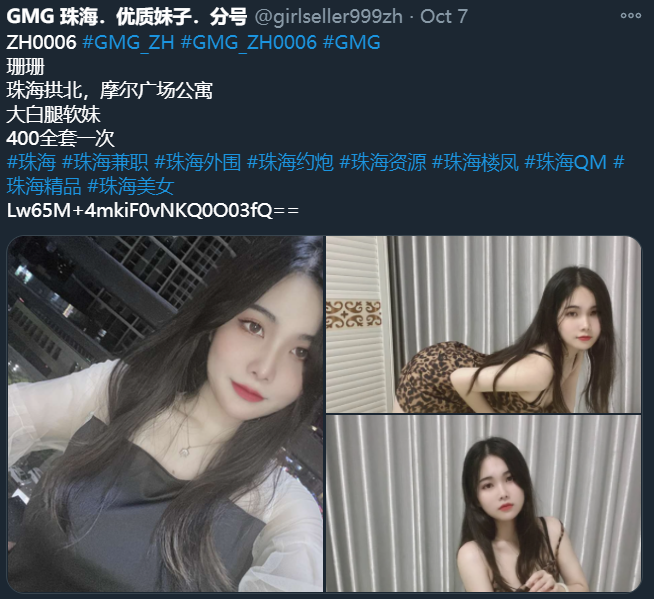 GMG 珠海．优质妹子．分号 @girlseller999zh · Oct 7
ZH0006 #GMG_ZH #GMG_ZH0006 #GMG
珊珊
珠海拱北，摩尔广场公寓
大白腿软妹
400全套一次
#珠海 #珠海兼职 #珠海外围 #珠海约炮 #珠海资源 #珠海楼凤 #珠海QM #
珠海精品 #珠海美女
Lw65M+4mkiF0vNKQ0O03fQ==